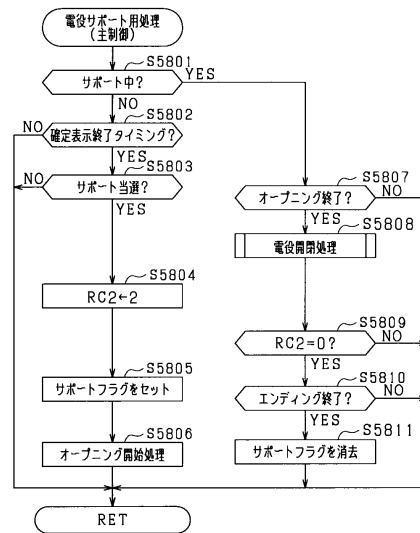 電役サポート用処理
（主制御）
S5801
サポート中？
YES
NO
S5802
NO
確定表示終了タイミング？
YES
S5803
NO
サポート当選？
YES
S5807
オープニング終了？
NO
YES
S5808
電役開閉処理
S5804
RC2←2
S5809
RC2=0？
NO
YES
S5805
サポートフラグをセット
S5810
エンディング終了？
NO
YES
S5806
オープニング開始処理
S5811
サポートフラグを消去
RET